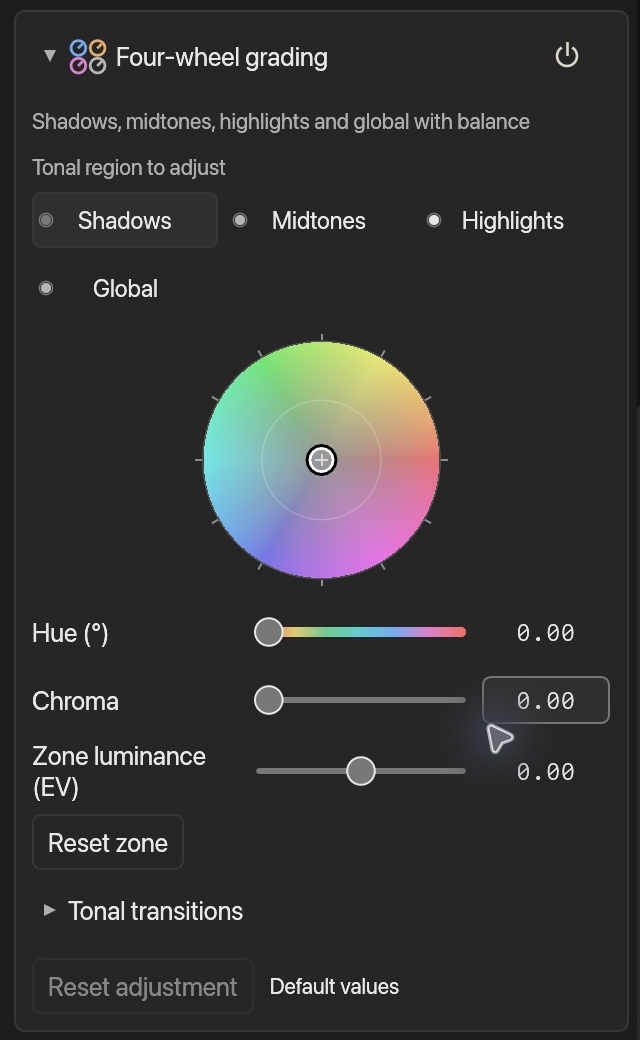 Four-wheel grading
Shadows, midtones, highlights and global with balance
Tonal region to adjust
Shadows Midtones Highlights
Global
Hue (°) 0.00
Chroma 0.00
Zone luminance
(EV) 0.00
Reset zone
Tonal transitions
Reset adjustment Default values